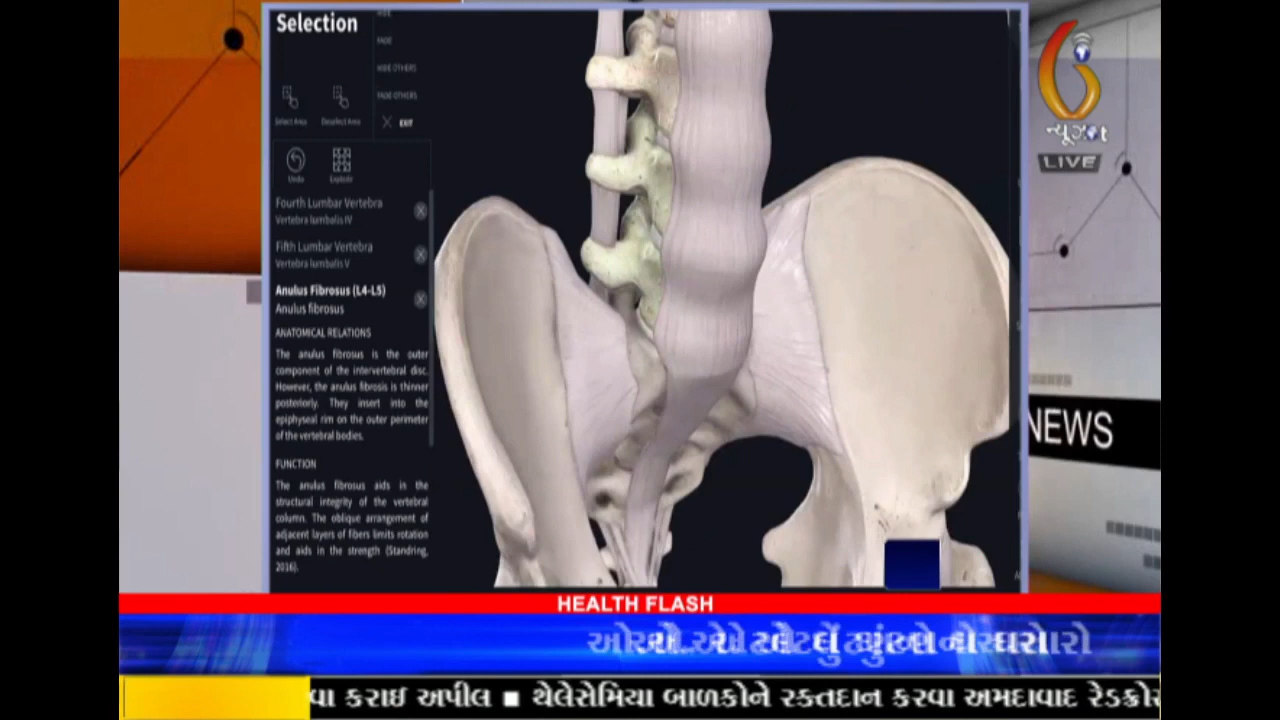 Selection
HIDE
FADE
HIDE OTHERS
FADE OTHERS
Select Area
Deselect Area
EXIT
Undo
Explode
Fourth Lumbar Vertebra
Vertebra lumbalis IV
Fifth Lumbar Vertebra
Vertebra lumbalis V
Anulus Fibrosus (L4-L5)
Anulus fibrosus
ANATOMICAL RELATIONS
The anulus fibrosus is the outer
component of the intervertebral disc.
However, the anulus fibrosis is thinner
posteriorly. They insert into the
epiphyseal rim on the outer perimeter
of the vertebral bodies.
FUNCTION
The anulus fibrosus aids in the
structural integrity of the vertebral
column. The oblique arrangement of
adjacent layers of fibers limits rotation
and aids in the strength (Standring,
2016).
LIVE
NEWS
HEALTH FLASH
વા કરાઇ અપીલ ■ થેલેસેમિયા બાળકોને રક્તદાન કરવા અમદાવાદ રેડક્રોસ